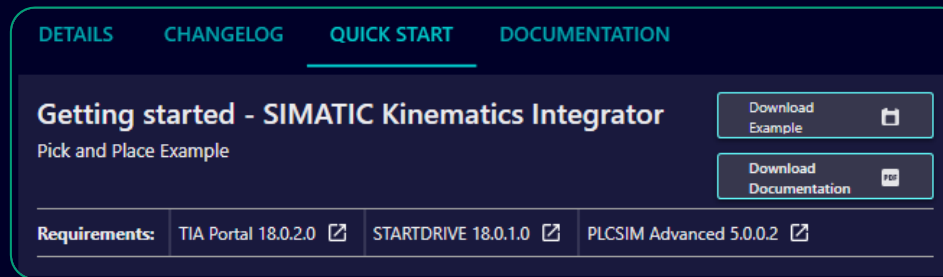 DETAILS CHANGELOG QUICK START DOCUMENTATION
Getting started - SIMATIC Kinematics Integrator
Pick and Place Example
Download
Example
Download
Documentation
PDF
Requirements: TIA Portal 18.0.2.0 STARTDRIVE 18.0.1.0 PLCSIM Advanced 5.0.0.2